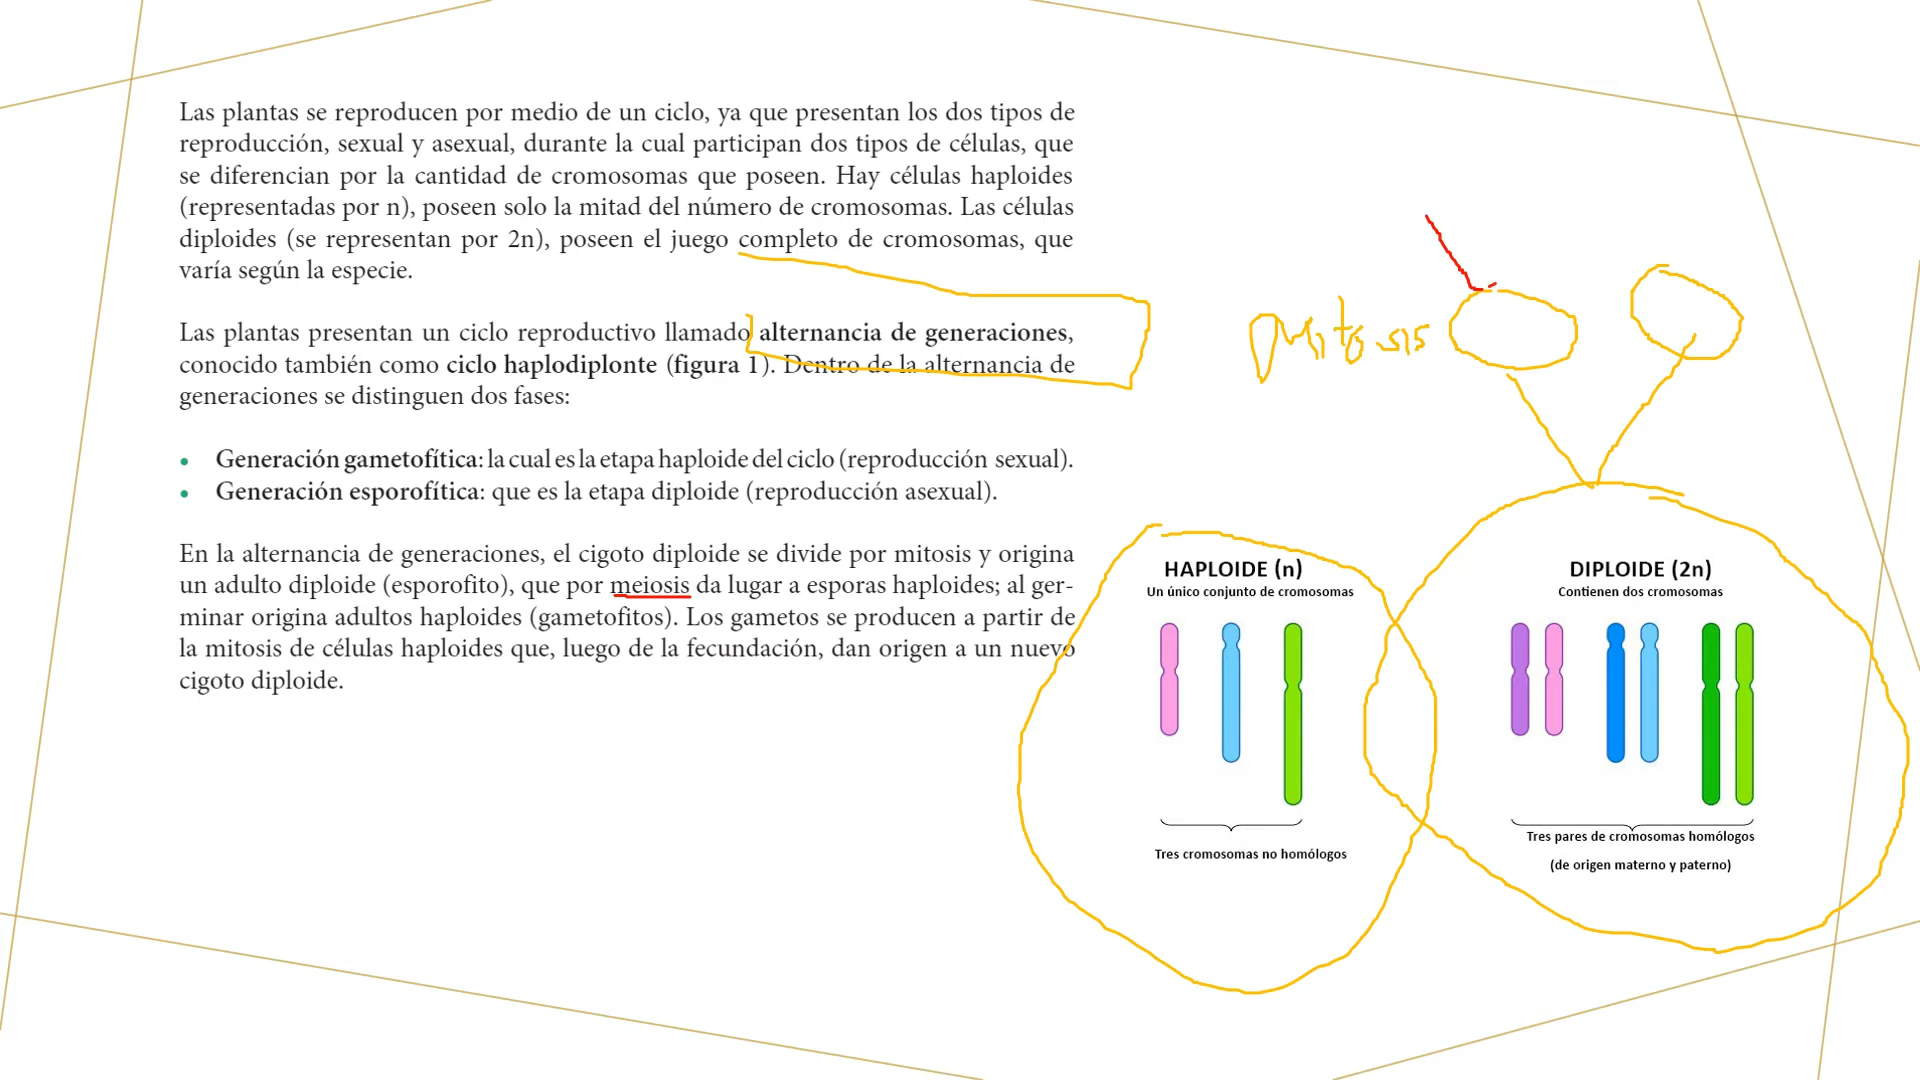 Las plantas se reproducen por medio de un ciclo, ya que presentan los dos tipos de
reproducción, sexual y asexual, durante la cual participan dos tipos de células, que
se diferencian por la cantidad de cromosomas que poseen. Hay células haploides
(representadas por n), poseen solo la mitad del número de cromosomas. Las células
diploides (se representan por 2n), poseen el juego completo de cromosomas, que
varía según la especie.
Las plantas presentan un ciclo reproductivo llamado alternancia de generaciones,
conocido también como ciclo haplodiplonte (figura 1). Dentro de la alternancia de
generaciones se distinguen dos fases:
• Generación gametofítica: la cual es la etapa haploide del ciclo (reproducción sexual).
• Generación esporofítica: que es la etapa diploide (reproducción asexual).
En la alternancia de generaciones, el cigoto diploide se divide por mitosis y origina
un adulto diploide (esporofito), que por meiosis da lugar a esporas haploides; al ger-
minar origina adultos haploides (gametofitos). Los gametos se producen a partir de
la mitosis de células haploides que, luego de la fecundación, dan origen a un nuevo
cigoto diploide.
mitosis
HAPLOIDE (n)
Un único conjunto de cromosomas
Tres cromosomas no homólogos
DIPLOIDE (2n)
Contienen dos cromosomas
Tres pares de cromosomas homólogos
(de origen materno y paterno)